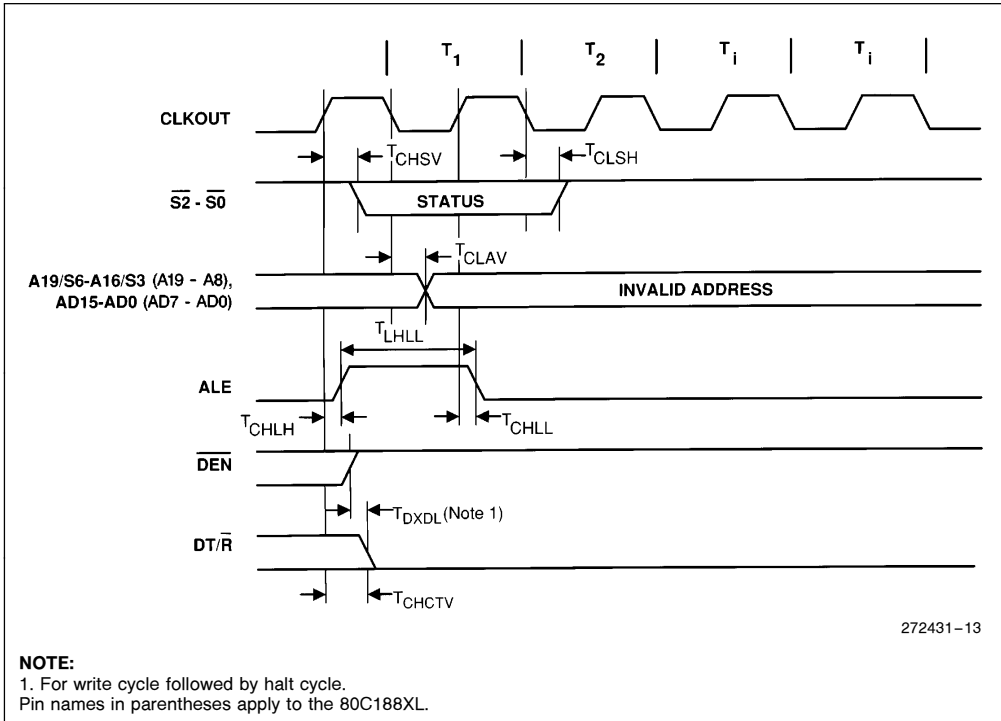 T1 T2 Ti Ti
CLKOUT
TCHSV TCLSH
S2 - S0
STATUS
TCLAV
A19/S6-A16/S3 (A19 - A8),
AD15-AD0 (AD7 - AD0)
INVALID ADDRESS
TLHLL
ALE
TCHLH TCHLL
DEN
TDXDL (Note 1)
DT/R
TCHCTV
272431–13
NOTE:
1. For write cycle followed by halt cycle.
Pin names in parentheses apply to the 80C188XL.